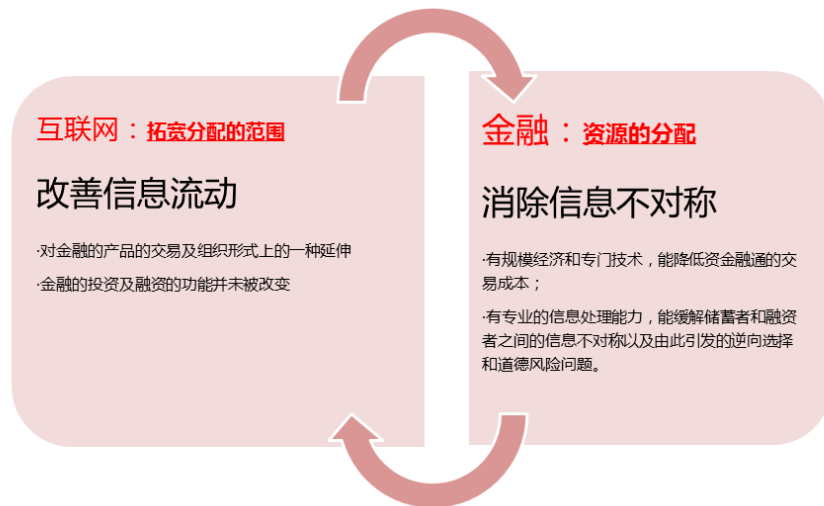 互联网：拓宽分配的范围
改善信息流动
·对金融的产品的交易及组织形式上的一种延伸
·金融的投资及融资的功能并未被改变
金融：资源的分配
消除信息不对称
·有规模经济和专门技术，能降低资金融通的交
易成本；
·有专业的信息处理能力，能缓解储蓄者和融资
者之间的信息不对称以及由此引发的逆向选择
和道德风险问题。